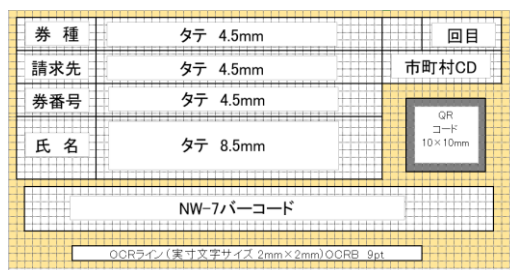 券 種 タテ 4.5mm 回目
請求先 タテ 4.5mm 市町村CD
券番号 タテ 4.5mm
氏 名 タテ 8.5mm
QR
コード
10×10mm
NW-7バーコード
OCRライン(実寸文字サイズ 2mm×2mm)OCRB 9pt